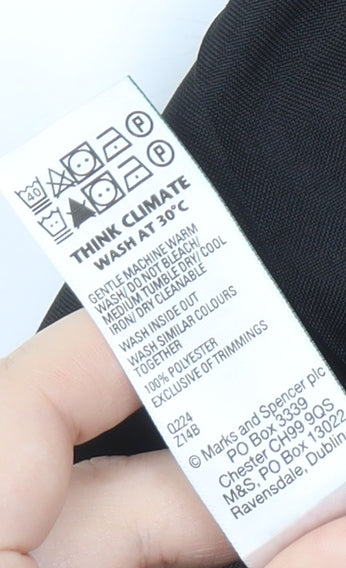 40 P
P
THINK CLIMATE
WASH AT 30°C
GENTLE MACHINE WARM
WASH/ DO NOT BLEACH/
MEDIUM TUMBLE DRY/ COOL
IRON/ DRY CLEANABLE
WASH INSIDE OUT
WASH SIMILAR COLOURS
TOGETHER
100% POLYESTER
EXCLUSIVE OF TRIMMINGS
0224
Z14B
© Marks and Spencer plc
PO Box 3339
Chester CH99 9QS
M&S, PO Box 13022
Ravensdale, Dublin